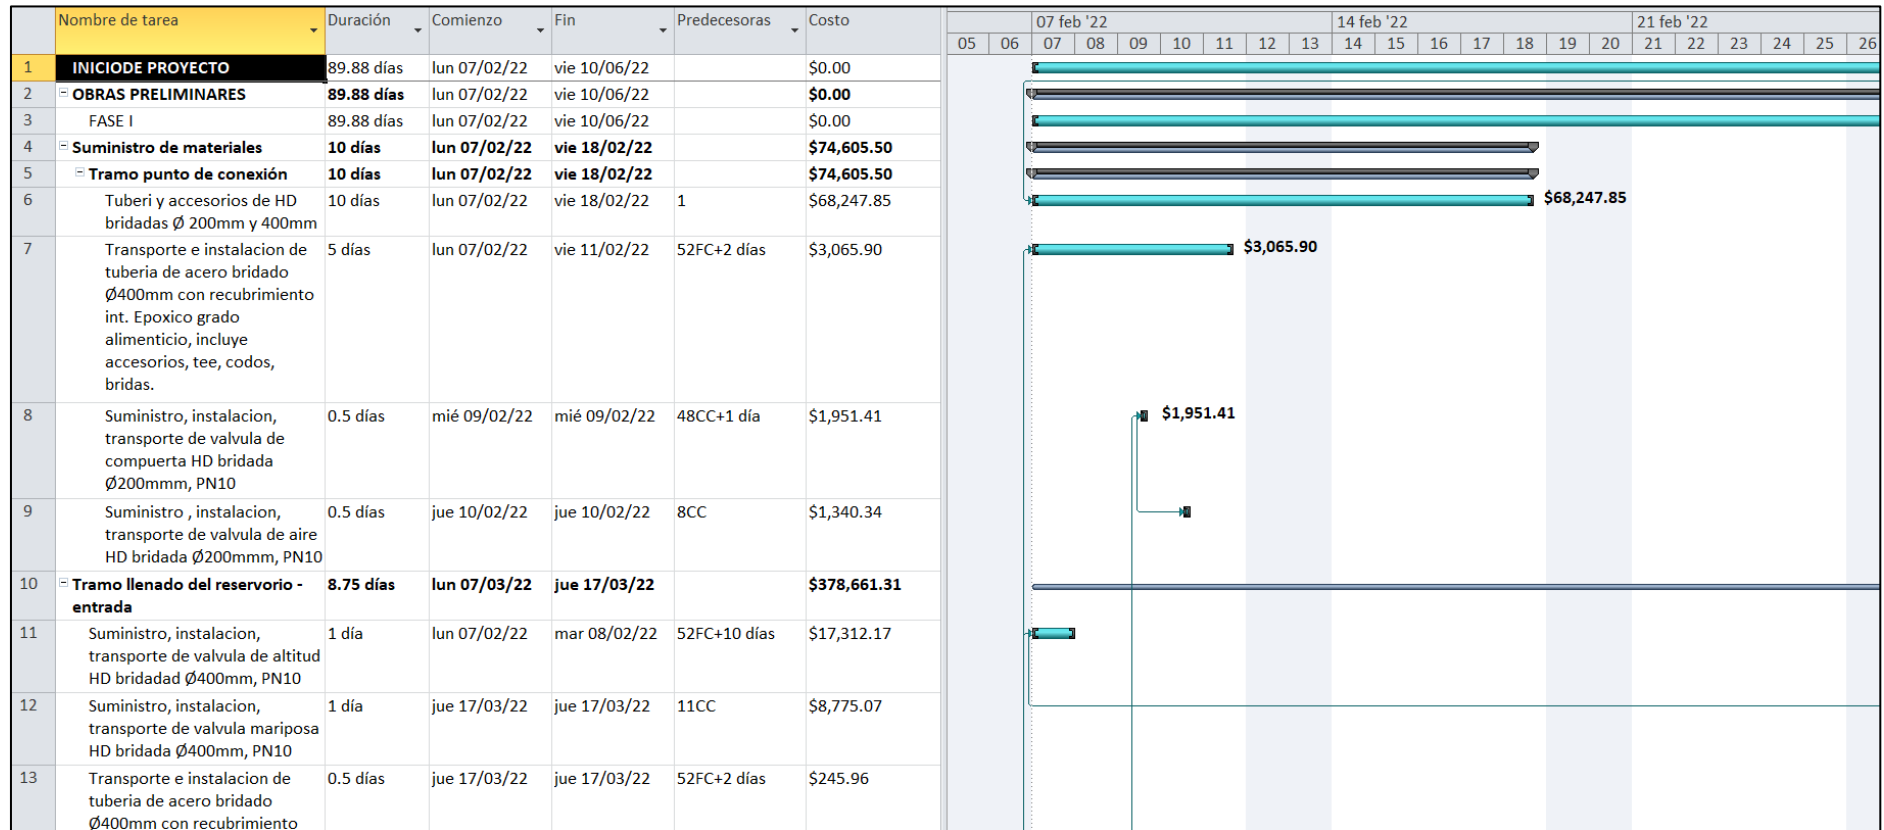 Nombre de tarea Duración Comienzo Fin Predecesoras Costo 07 feb '22 14 feb '22 21 feb '22
05 06 07 08 09 10 11 12 13 14 15 16 17 18 19 20 21 22 23 24 25 26
1 INICIODE PROYECTO 89.88 días lun 07/02/22 vie 10/06/22 $0.00
2 OBRAS PRELIMINARES 89.88 días lun 07/02/22 vie 10/06/22 $0.00
3 FASE I 89.88 días lun 07/02/22 vie 10/06/22 $0.00
4 Suministro de materiales 10 días lun 07/02/22 vie 18/02/22 $74,605.50
5 Tramo punto de conexión 10 días lun 07/02/22 vie 18/02/22 $74,605.50
6 Tuberi y accesorios de HD 10 días lun 07/02/22 vie 18/02/22 1 $68,247.85 $68,247.85
bridadas Ø 200mm y 400mm
7 Transporte e instalacion de 5 días lun 07/02/22 vie 11/02/22 52FC+2 días $3,065.90 $3,065.90
tuberia de acero bridado
Ø400mm con recubrimiento
int. Epoxico grado
alimenticio, incluye
accesorios, tee, codos,
bridas.
8 Suministro, instalacion, 0.5 días mié 09/02/22 mié 09/02/22 48CC+1 día $1,951.41 $1,951.41
transporte de valvula de
compuerta HD bridada
Ø200mmm, PN10
9 Suministro , instalacion, 0.5 días jue 10/02/22 jue 10/02/22 8CC $1,340.34
transporte de valvula de aire
HD bridada Ø200mmm, PN10
10 Tramo llenado del reservorio - 8.75 días lun 07/03/22 jue 17/03/22 $378,661.31
entrada
11 Suministro, instalacion, 1 día lun 07/02/22 mar 08/02/22 52FC+10 días $17,312.17
transporte de valvula de altitud
HD bridadad Ø400mm, PN10
12 Suministro, instalacion, 1 día jue 17/03/22 jue 17/03/22 11CC $8,775.07
transporte de valvula mariposa
HD bridada Ø400mm, PN10
13 Transporte e instalacion de 0.5 días jue 17/03/22 jue 17/03/22 52FC+2 días $245.96
tuberia de acero bridado
Ø400mm con recubrimiento